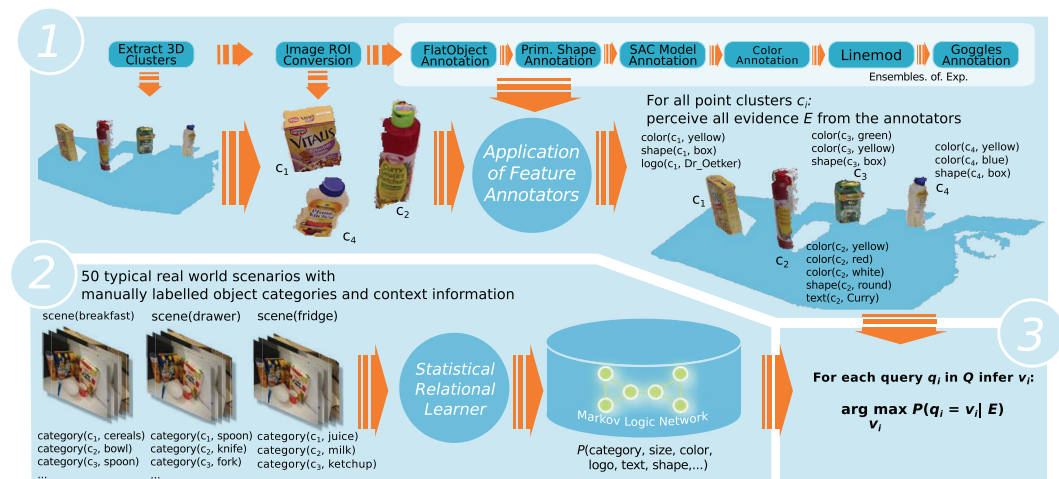 1
Extract 3D
Clusters
Image ROI
Conversion
FlatObject
Annotation
Prim. Shape
Annotation
SAC Model
Annotation
Color
Annotation
Linemod
Goggles
Annotation
Ensembles. of. Exp.
VITALIS
c1
c2
c4
Application
of Feature
Annotators
For all point clusters ci:
perceive all evidence E from the annotators
color(c1, yellow)
shape(c1, box)
logo(c1, Dr_Oetker)
color(c3, green)
color(c3, yellow)
shape(c3, box)
c3
color(c4, yellow)
color(c4, blue)
shape(c4, box)
c4
c1
c2
color(c2, yellow)
color(c2, red)
color(c2, white)
shape(c2, round)
text(c2, Curry)
2
50 typical real world scenarios with
manually labelled object categories and context information
scene(breakfast)
scene(drawer)
scene(fridge)
category(c1, cereals)
category(c2, bowl)
category(c3, spoon)
...
category(c1, spoon)
category(c2, knife)
category(c3, fork)
...
category(c1, juice)
category(c2, milk)
category(c3, ketchup)
Statistical
Relational
Learner
Markov Logic Network
P(category, size, color,
logo, text, shape,...)
3
For each query qi in Q infer vi:
arg max P(qi = vi| E)
vi